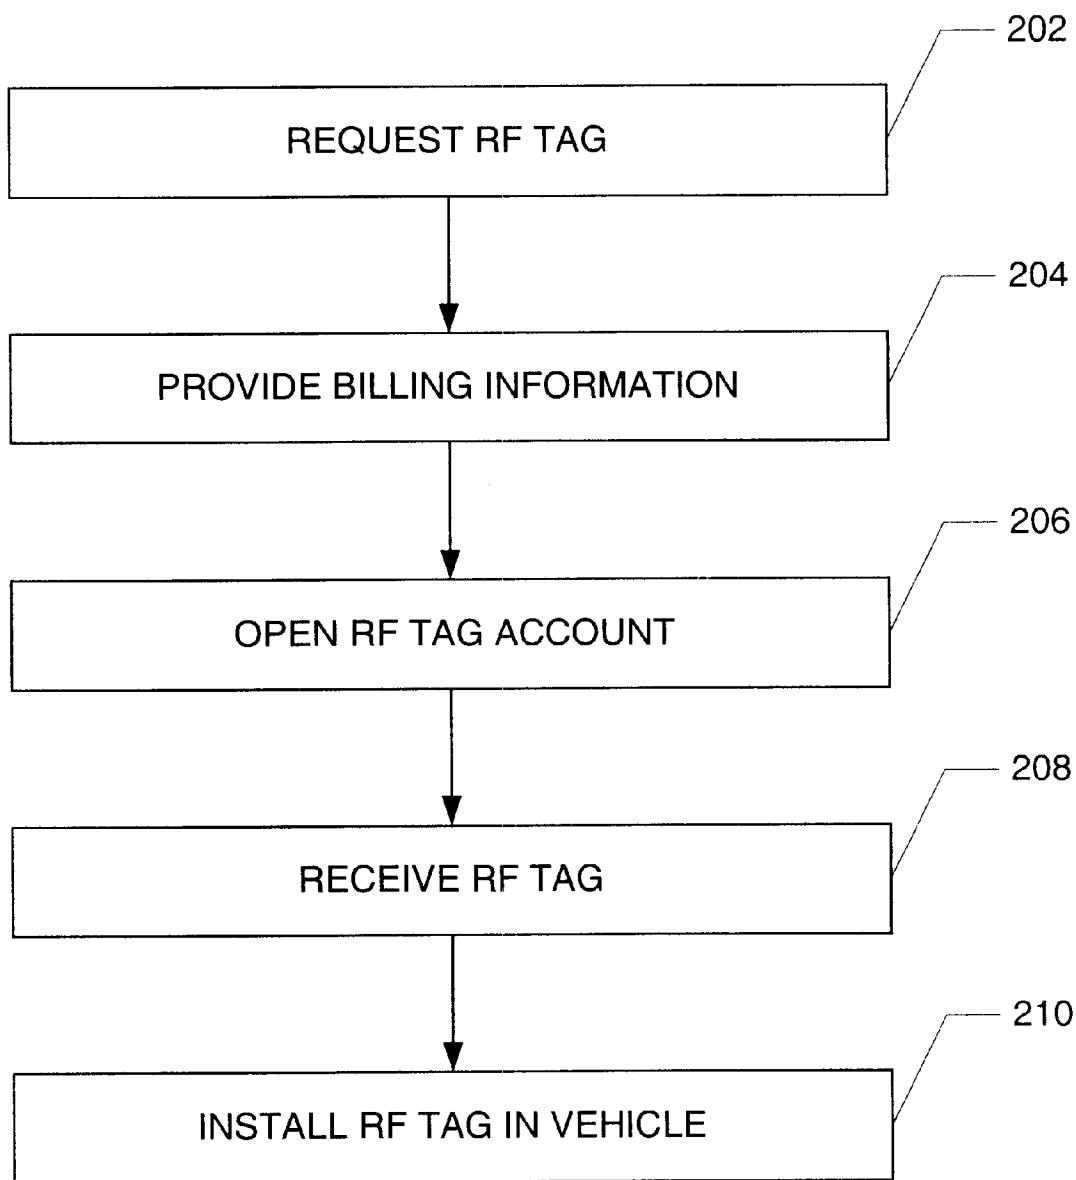 202
REQUEST RF TAG
204
PROVIDE BILLING INFORMATION
206
OPEN RF TAG ACCOUNT
208
RECEIVE RF TAG
210
INSTALL RF TAG IN VEHICLE